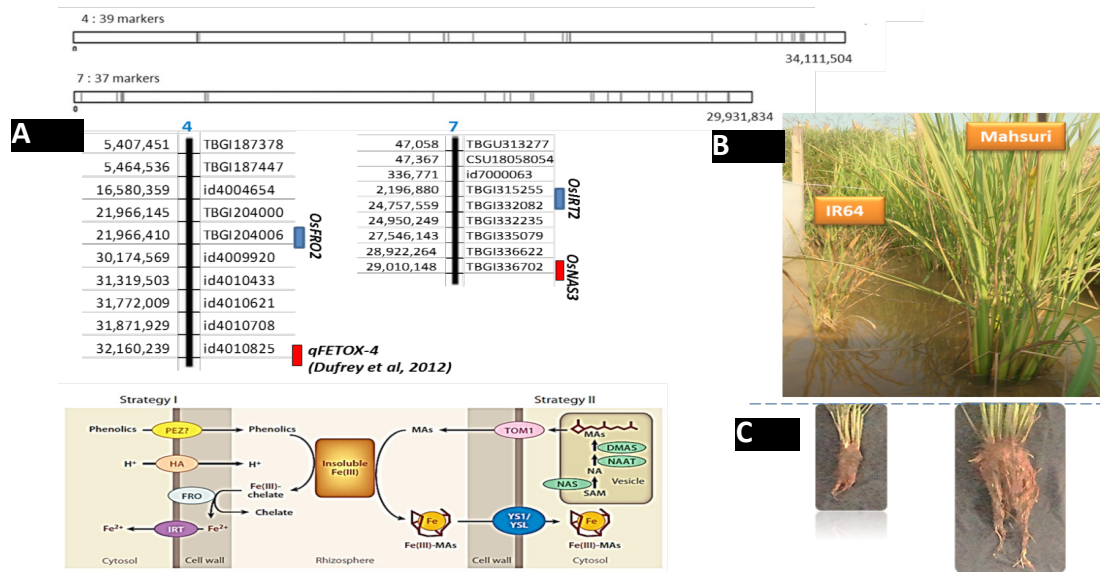 4 : 39 markers
0
34,111,504
7 : 37 markers
0
29,931,834
A
4
5,407,451 TBGI187378
5,464,536 TBGI187447
16,580,359 id4004654
21,966,145 TBGI204000
21,966,410 TBGI204006
30,174,569 id4009920
31,319,503 id4010433
31,772,009 id4010621
31,871,929 id4010708
32,160,239 id4010825
OsFRO2
qFETOX-4
(Dufrey et al, 2012)
7
47,058 TBGU313277
47,367 CSU18058054
336,771 id7000063
2,196,880 TBGI315255
24,757,559 TBGI332082
24,950,249 TBGI332235
27,546,143 TBGI335079
28,922,264 TBGI336622
29,010,148 TBGI336702
OsIRT2
OsNAS3
B
Mahsuri
IR64
C
Strategy I
Strategy II
Phenolics
PEZ?
Phenolics
MAs
TOM1
MAs
DMAS
NAAT
NA
Vesicle
NAS
SAM
H+
HA
H+
Insoluble
Fe(III)
FRO
Fe(III)-
chelate
Chelate
Fe2+
IRT
Fe2+
Fe
Fe(III)-MAs
YS1/
YSL
Fe
Fe(III)-MAs
Cytosol
Cell wall
Rhizosphere
Cell wall
Cytosol